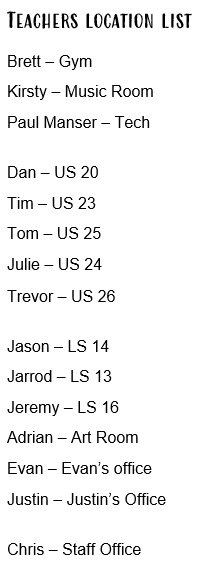 Teachers location list
Brett – Gym
Kirsty – Music Room
Paul Manser – Tech
Dan – US 20
Tim – US 23
Tom – US 25
Julie – US 24
Trevor – US 26
Jason – LS 14
Jarrod – LS 13
Jeremy – LS 16
Adrian – Art Room
Evan – Evan’s office
Justin – Justin’s Office
Chris – Staff Office